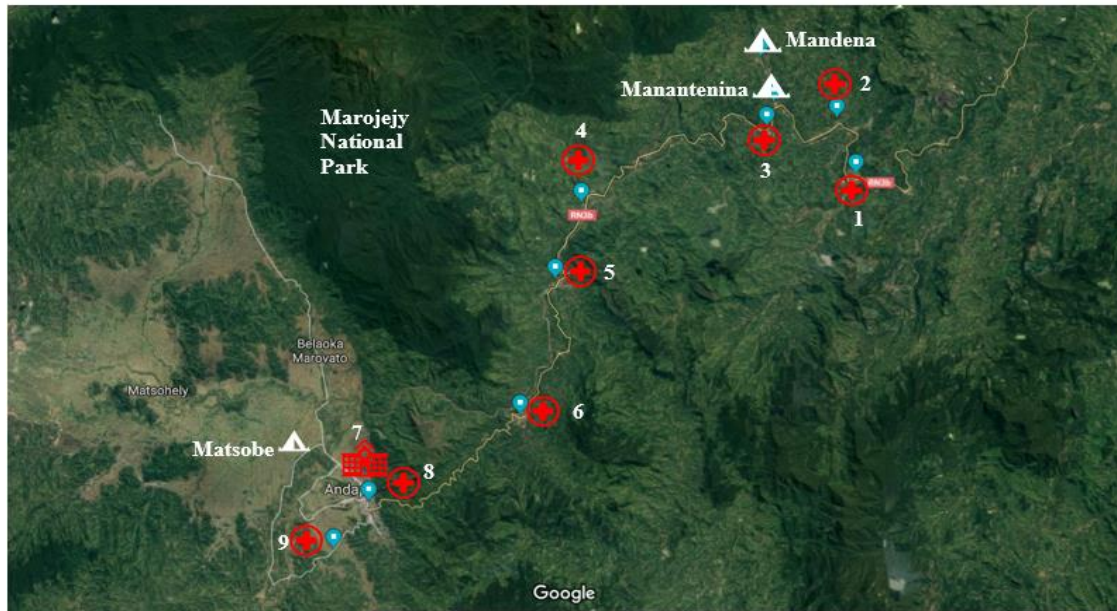 Mandena
2
Manantenina
Marojejy
National
Park
4
3
RN3b
1
RN3b
5
Belaoka
Marovato
Matsohely
6
Matsobe
7
8
Anda
9
Google